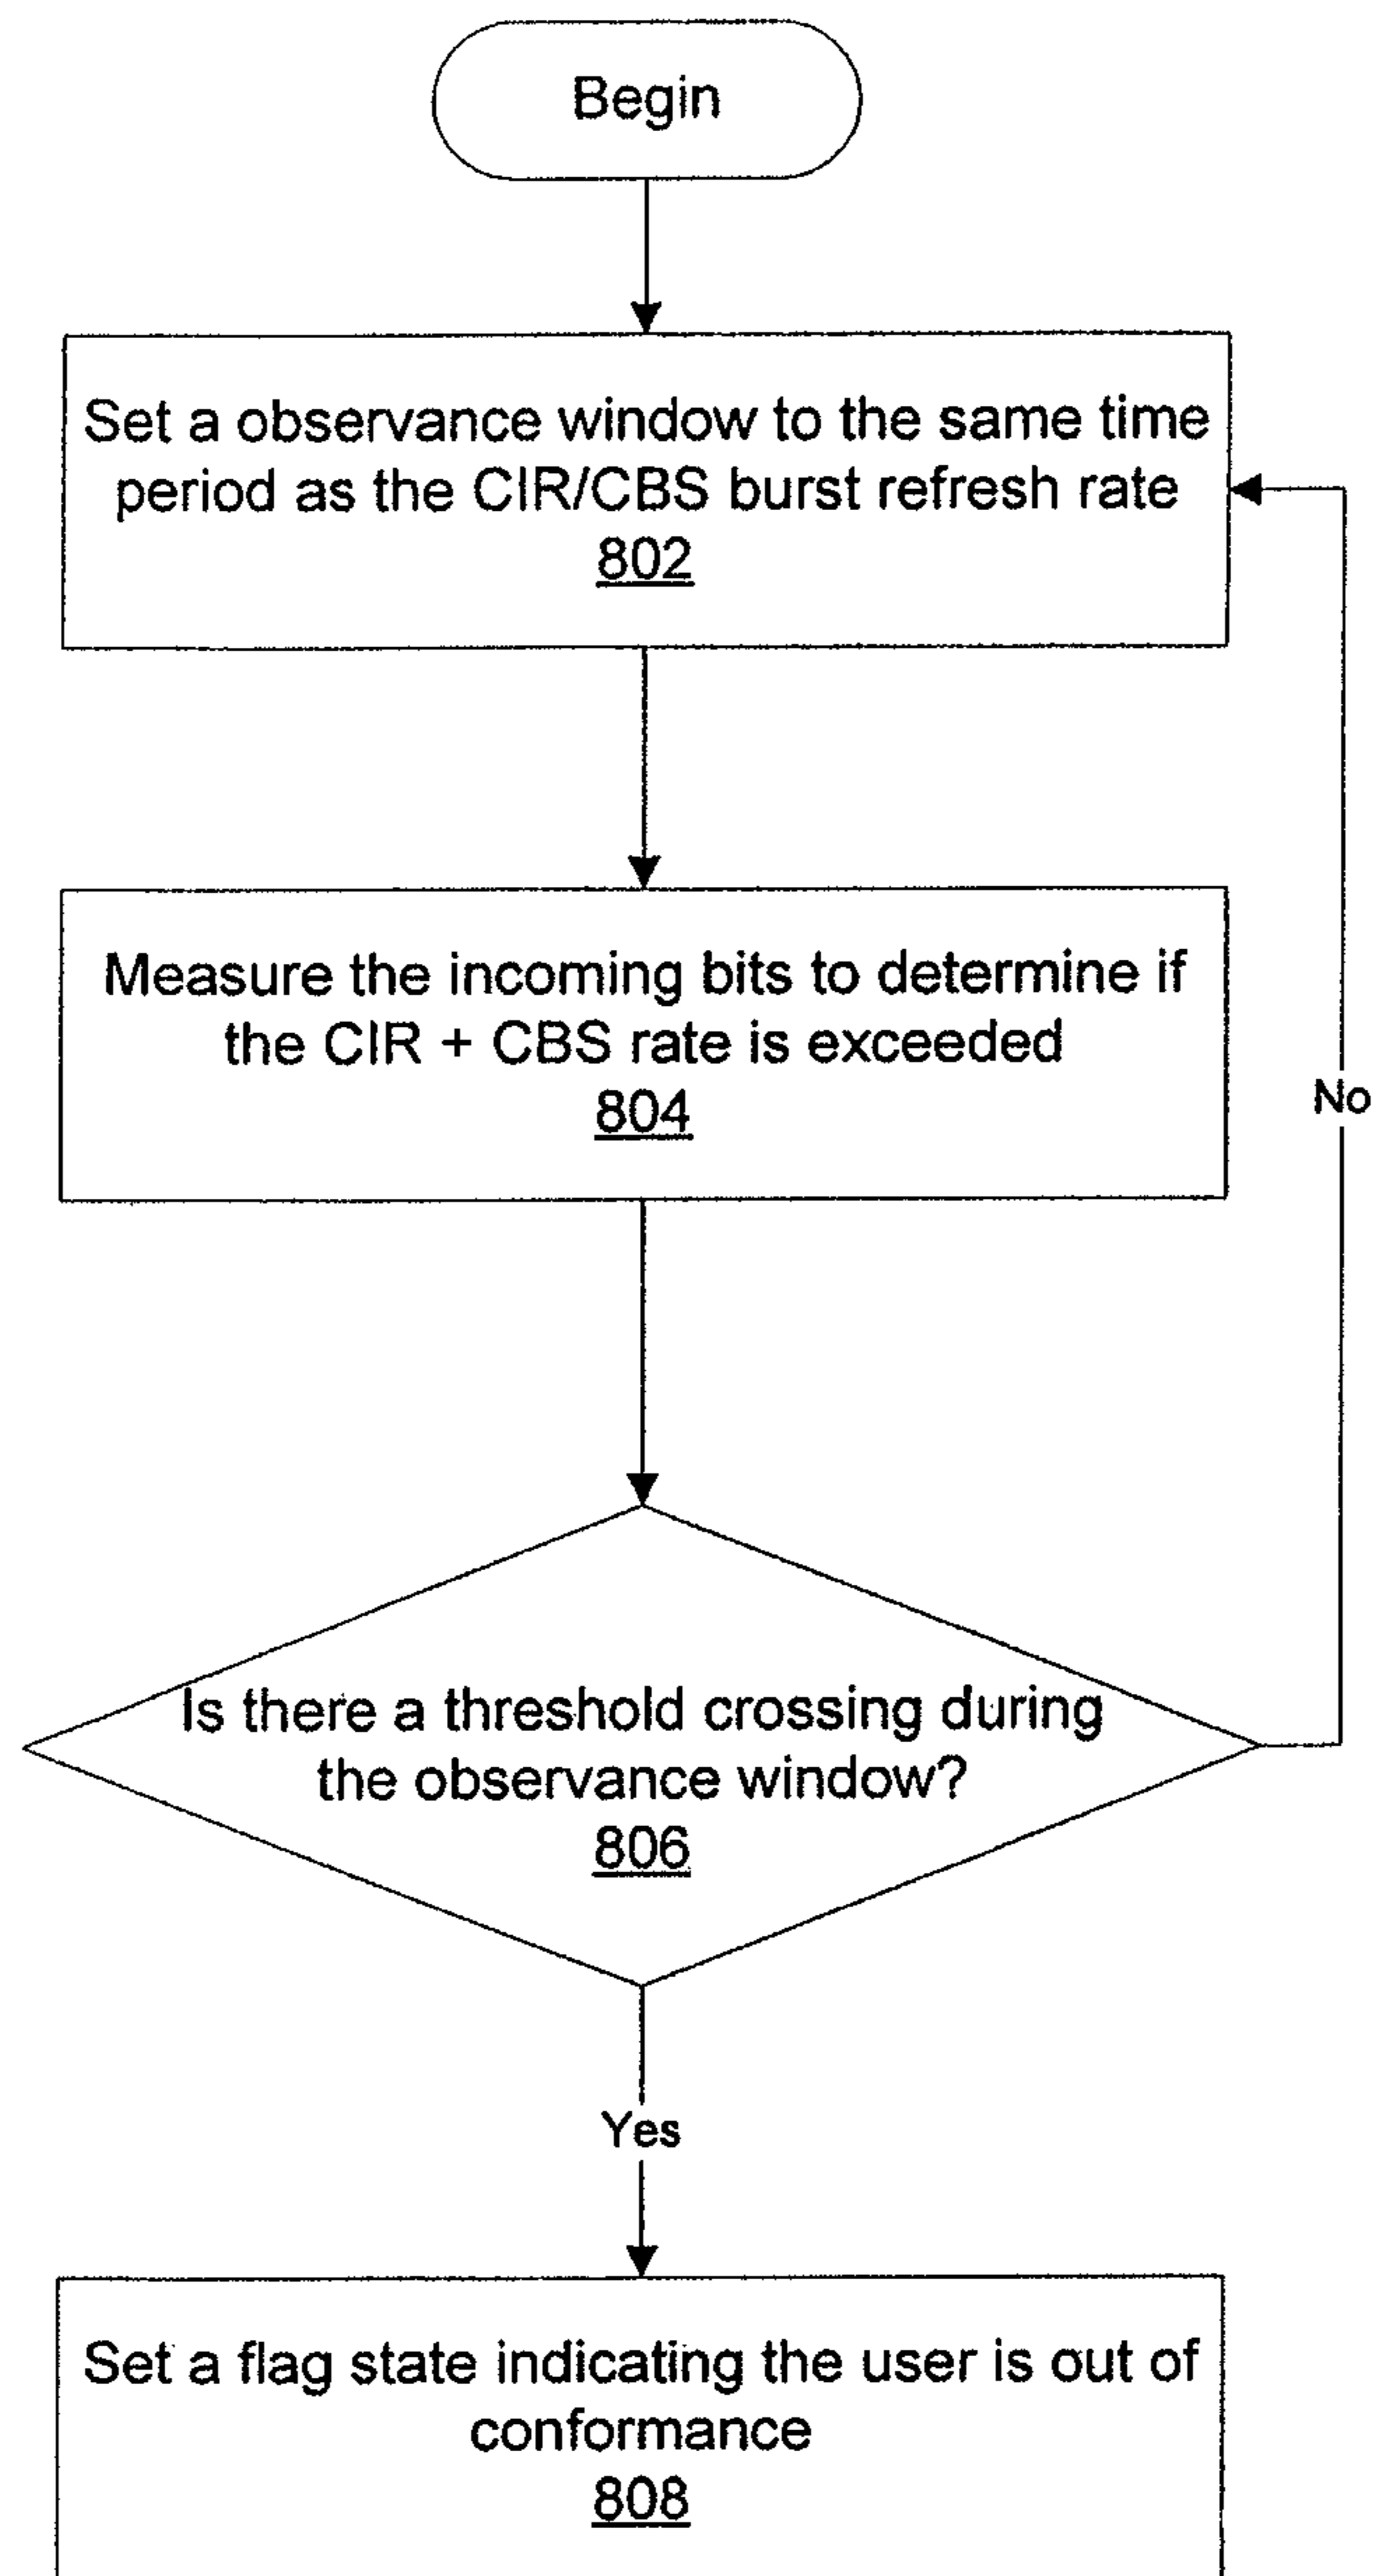 Begin
Set a observance window to the same time
period as the CIR/CBS burst refresh rate
802
Measure the incoming bits to determine if
the CIR + CBS rate is exceeded
804
No
Is there a threshold crossing during
the observance window?
806
Yes
Set a flag state indicating the user is out of
conformance
808